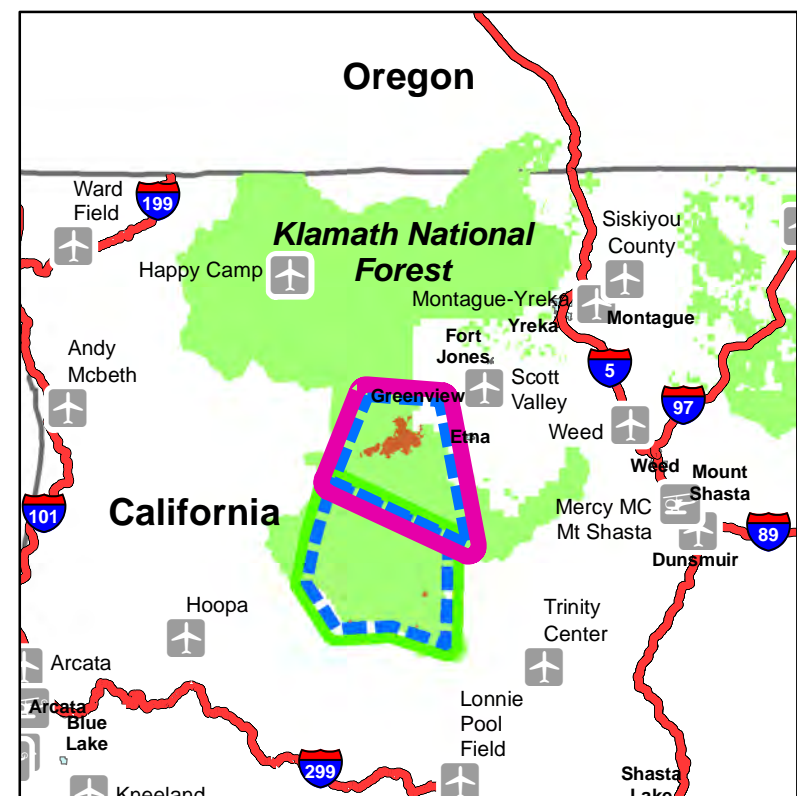 Oregon
Ward
Field
199
Klamath National
Forest
Siskiyou
County
Happy Camp
Montague-Yreka
Yreka
Montague
Fort
Jones
5
Andy
Mcbeth
Scott
Valley
Greenview
97
Weed
Etna
Weed
Mount
Shasta
101
California
Mercy MC
Mt Shasta
89
Dunsmuir
Hoopa
Trinity
Center
Arcata
Arcata
Blue
Lake
Lonnie
Pool
Field
299
Shasta
Lake
Kneeland